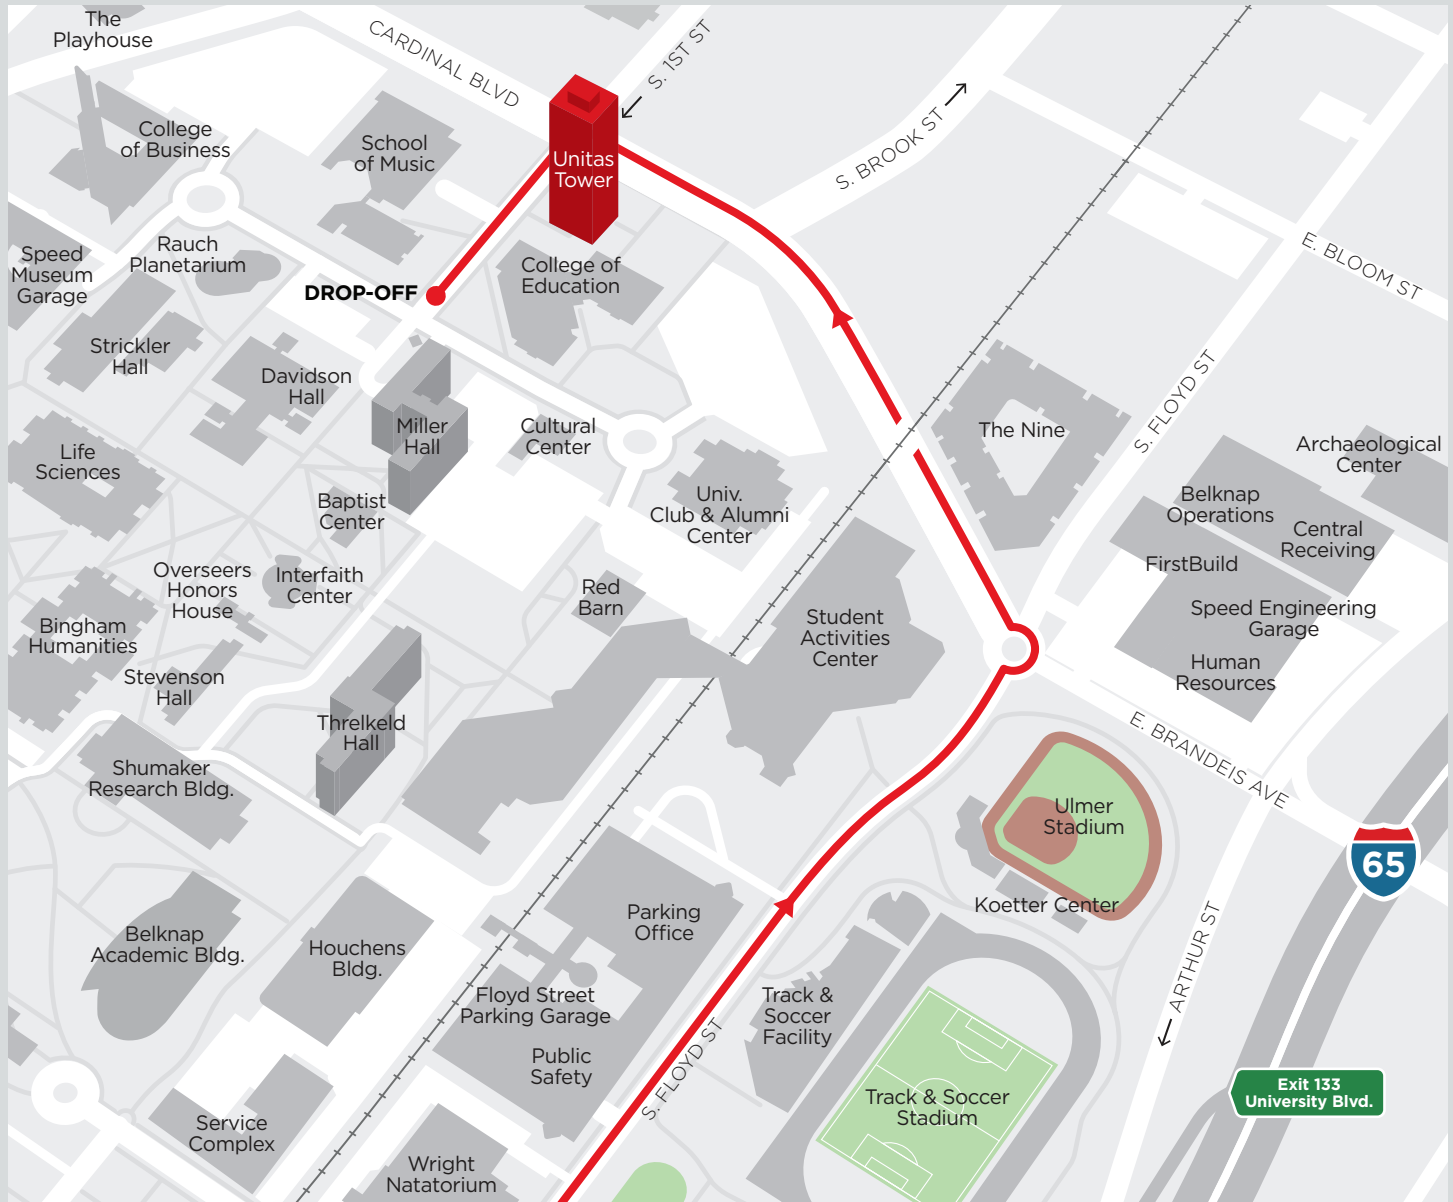 The
Playhouse
CARDINAL BLVD
S. 1ST ST
College
of Business
School
of Music
Unitas
Tower
S. BROOK ST
Speed
Museum
Garage
Rauch
Planetarium
DROP-OFF
College of
Education
E. BLOOM ST
Strickler
Hall
Davidson
Hall
Miller
Hall
Cultural
Center
The Nine
S. FLOYD ST
Archaeological
Center
Life
Sciences
Baptist
Center
Univ.
Club & Alumni
Center
Belknap
Operations
Central
Receiving
FirstBuild
Overseers
Honors
House
Interfaith
Center
Red
Barn
Student
Activities
Center
Speed Engineering
Garage
Bingham
Humanities
Stevenson
Hall
Human
Resources
Threlkeld
Hall
E. BRANDEIS AVE
Shumaker
Research Bldg.
Ulmer
Stadium
65
Koetter Center
Parking
Office
Belknap
Academic Bldg.
Houchens
Bldg.
ARTHUR ST
Floyd Street
Parking Garage
Track &
Soccer
Facility
Public
Safety
S. FLOYD ST
Exit 133
University Blvd.
Track & Soccer
Stadium
Service
Complex
Wright
Natatorium